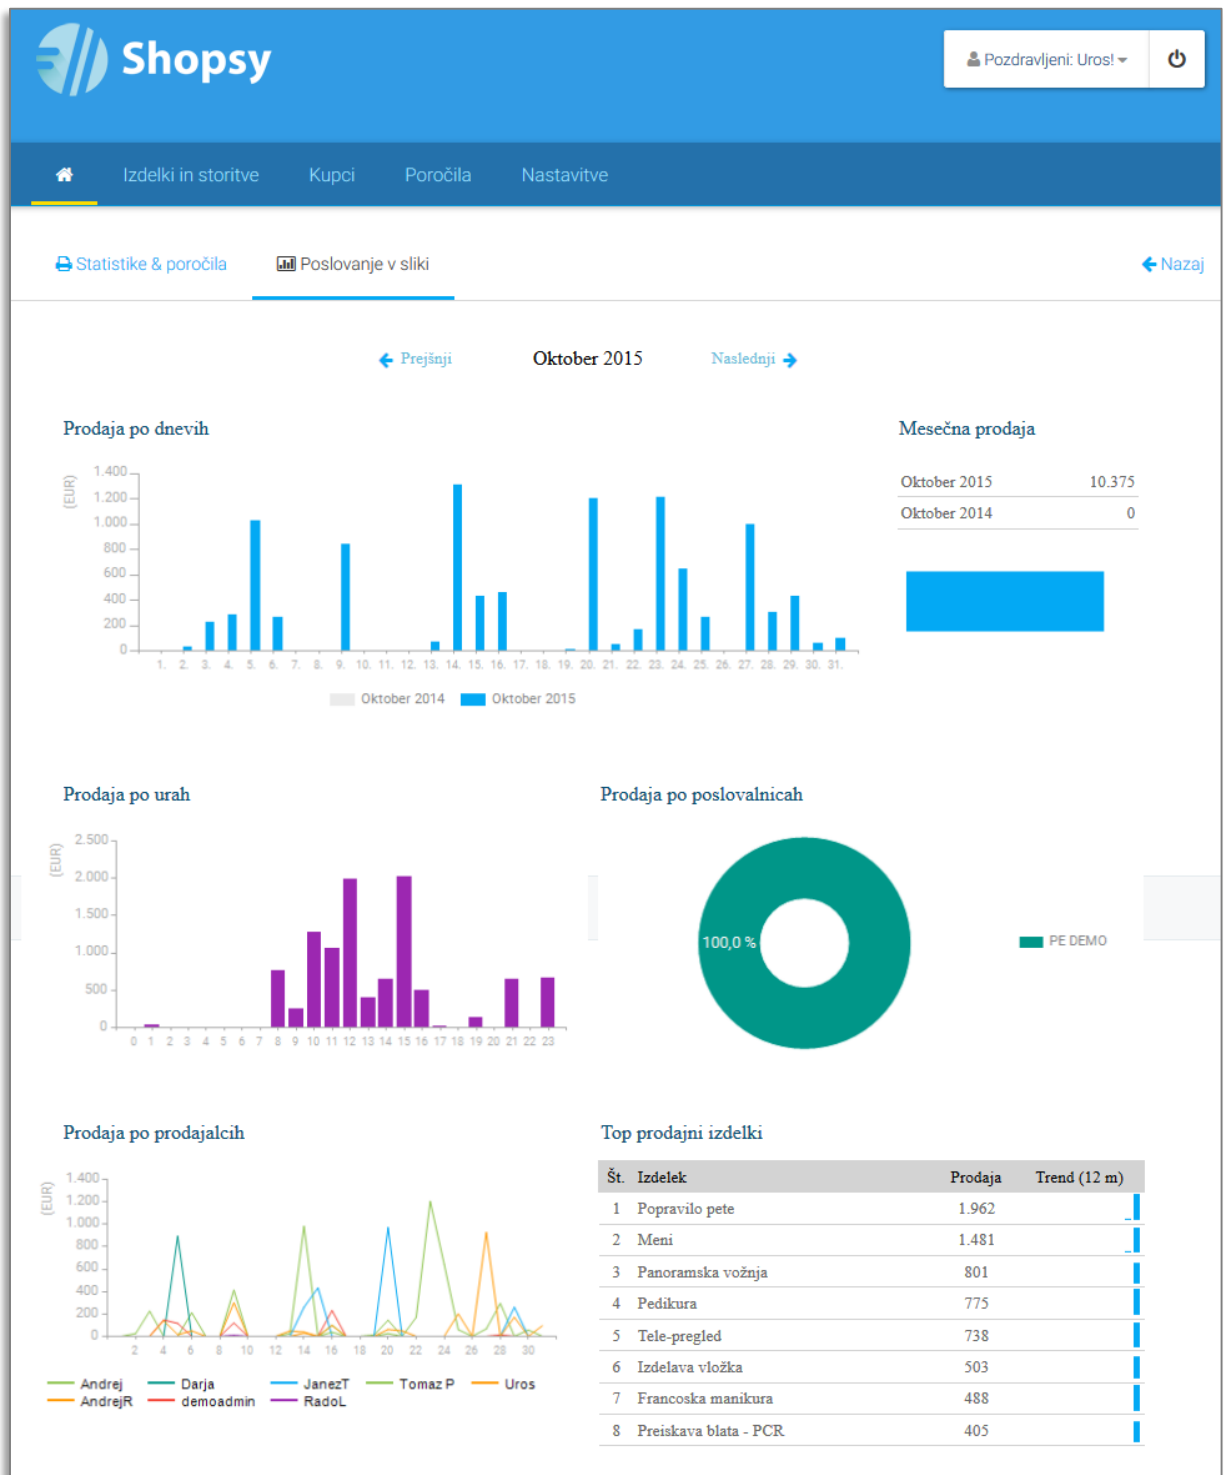 Shopsy
Pozdravljeni: Uros!
Izdelki in storitve Kupci Poročila Nastavitve
Statistike & poročila Poslovanje v sliki Nazaj
Prejšnji Oktober 2015 Naslednji
Prodaja po dnevih
(EUR)
1.400
1.200
1.000
800
600
400
200
0
1. 2. 3. 4. 5. 6. 7. 8. 9. 10. 11. 12. 13. 14. 15. 16. 17. 18. 19. 20. 21. 22. 23. 24. 25. 26. 27. 28. 29. 30. 31.
Oktober 2014 Oktober 2015
Mesečna prodaja
Oktober 2015 10.375
Oktober 2014 0
Prodaja po urah
(EUR)
2.500
2.000
1.500
1.000
500
0
0 1 2 3 4 5 6 7 8 9 10 11 12 13 14 15 16 17 18 19 20 21 22 23
Prodaja po poslovalnicah
100,0 %
PE DEMO
Prodaja po prodajalcih
(EUR)
1.400
1.200
1.000
800
600
400
200
0
2 4 6 8 10 12 14 16 18 20 22 24 26 28 30
Andrej Darja JanezT Tomaz P Uros
AndrejR demoadmin RadoL
Top prodajni izdelki
Št. Izdelek Prodaja Trend (12 m)
1 Popravilo pete 1.962
2 Meni 1.481
3 Panoramska vožnja 801
4 Pedikura 775
5 Tele-pregled 738
6 Izdelava vložka 503
7 Francoska manikura 488
8 Preiskava blata - PCR 405